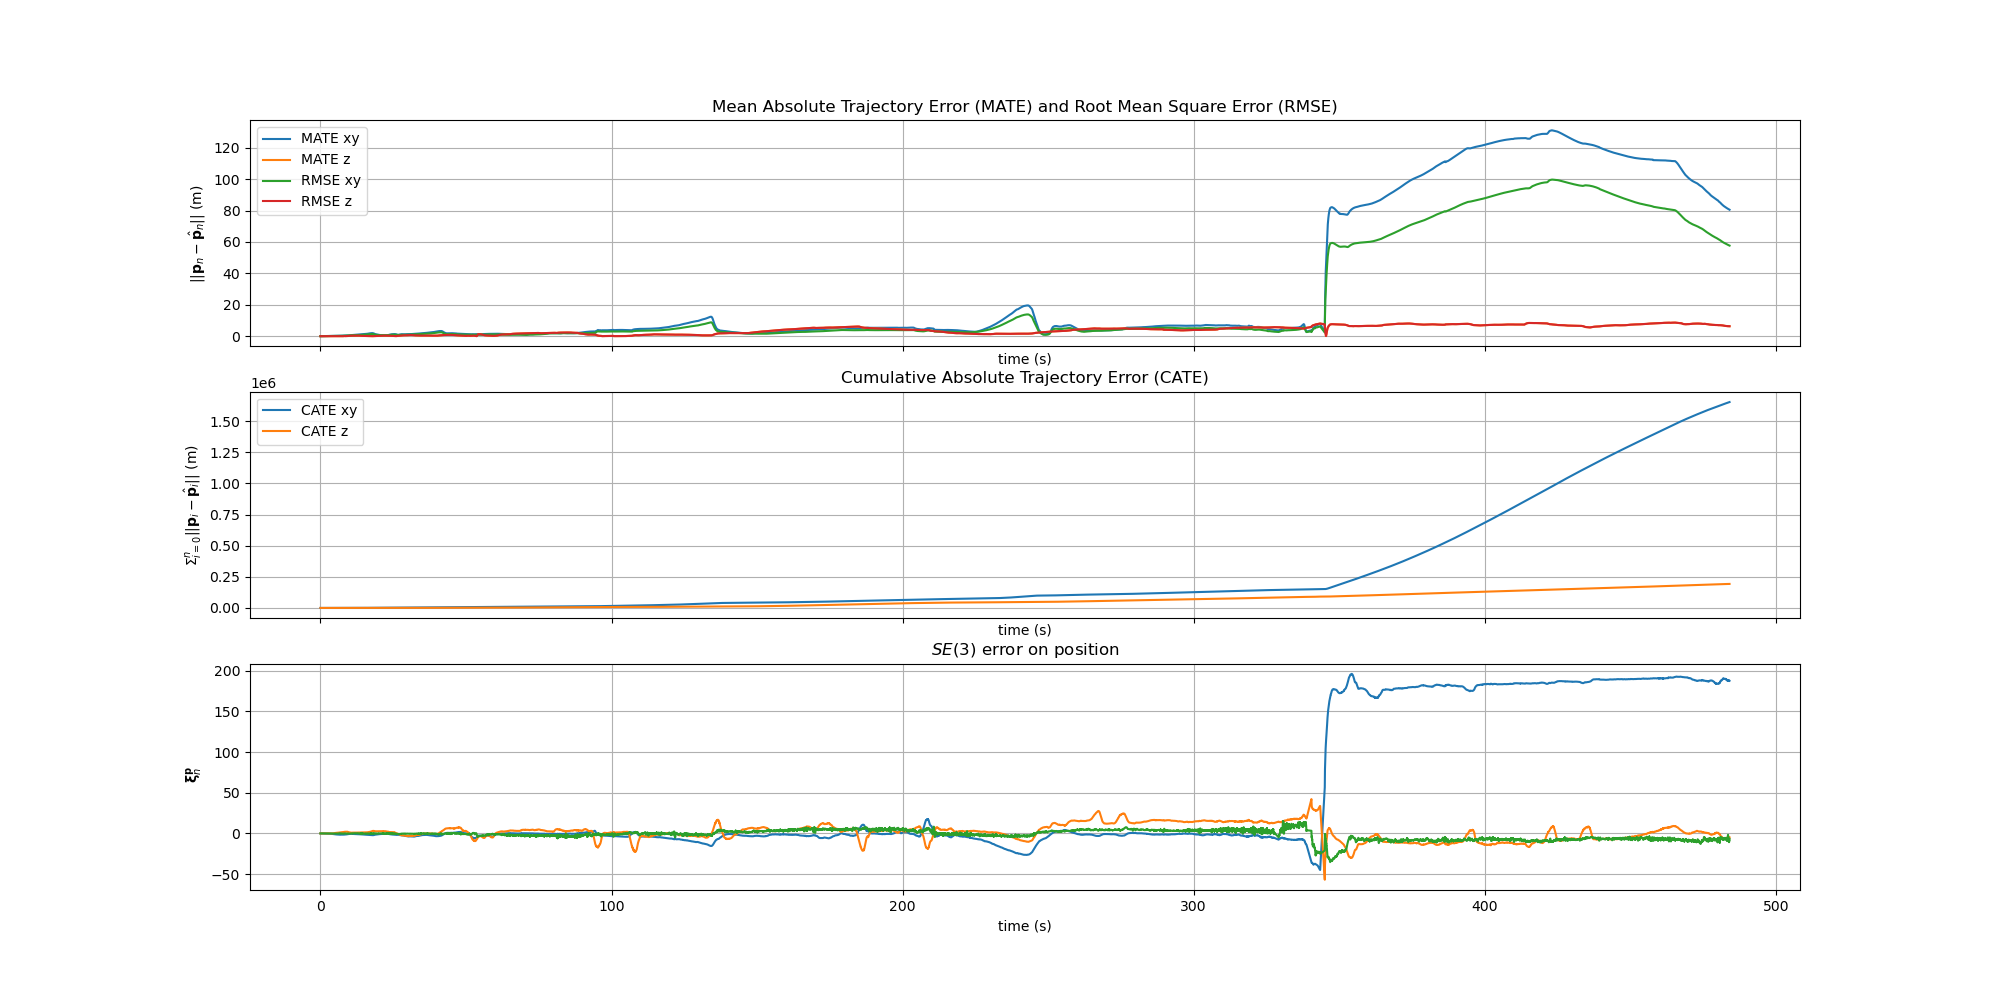 Mean Absolute Trajectory Error (MATE) and Root Mean Square Error (RMSE)
||𝐩ₙ − 𝐩̂ₙ|| (m)
120
100
80
60
40
20
0
MATE xy
MATE z
RMSE xy
RMSE z
time (s)
Cumulative Absolute Trajectory Error (CATE)
1e6
Σⁿᵢ₌₀||𝐩ᵢ − 𝐩̂ᵢ|| (m)
1.50
1.25
1.00
0.75
0.50
0.25
0.00
CATE xy
CATE z
time (s)
SE(3) error on position
𝛏ₙᵖ
200
150
100
50
0
−50
0 100 200 300 400 500
time (s)